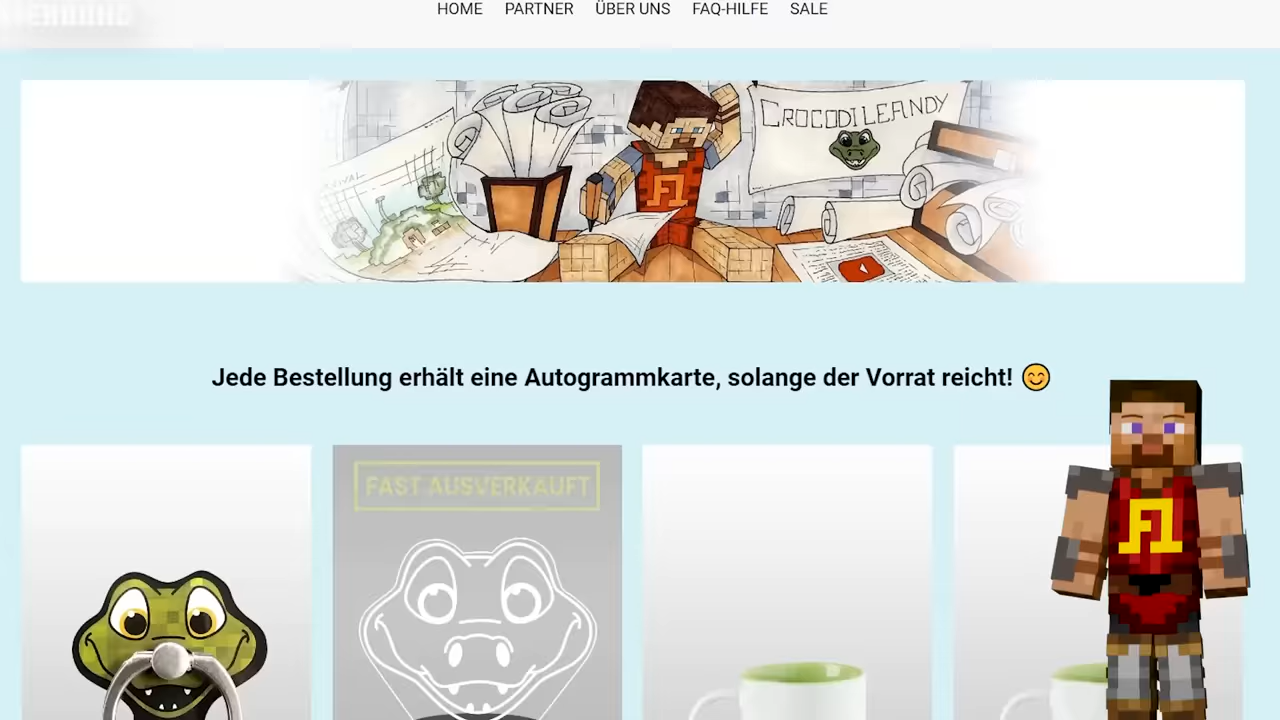 HOME PARTNER ÜBER UNS FAQ-HILFE SALE
CROCODILEANDY
Jede Bestellung erhält eine Autogrammkarte, solange der Vorrat reicht! 😊
FAST AUSVERKAUFT